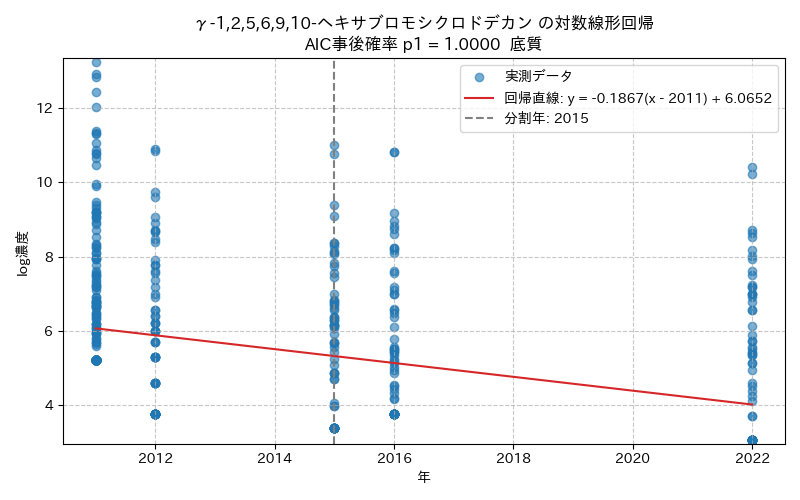 γ-1,2,5,6,9,10-ヘキサブロモシクロドデカン の対数線形回帰
AIC事後確率 p1 = 1.0000 底質
実測データ
回帰直線: y = -0.1867(x - 2011) + 6.0652
分割年: 2015
log濃度
12
10
8
6
4
2012
2014
2016
2018
2020
2022
年